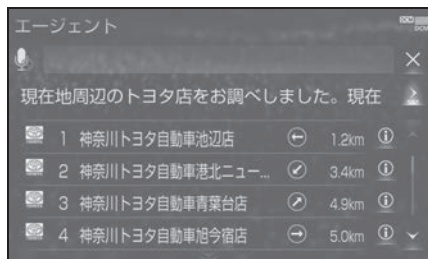 エージェント
DCM
現在地周辺のトヨタ店をお調べしました。現在
1 神奈川トヨタ自動車池辺店 1.2km
2 神奈川トヨタ自動車港北ニュー... 3.4km
3 神奈川トヨタ自動車青葉台店 4.9km
4 神奈川トヨタ自動車旭今宿店 5.0km